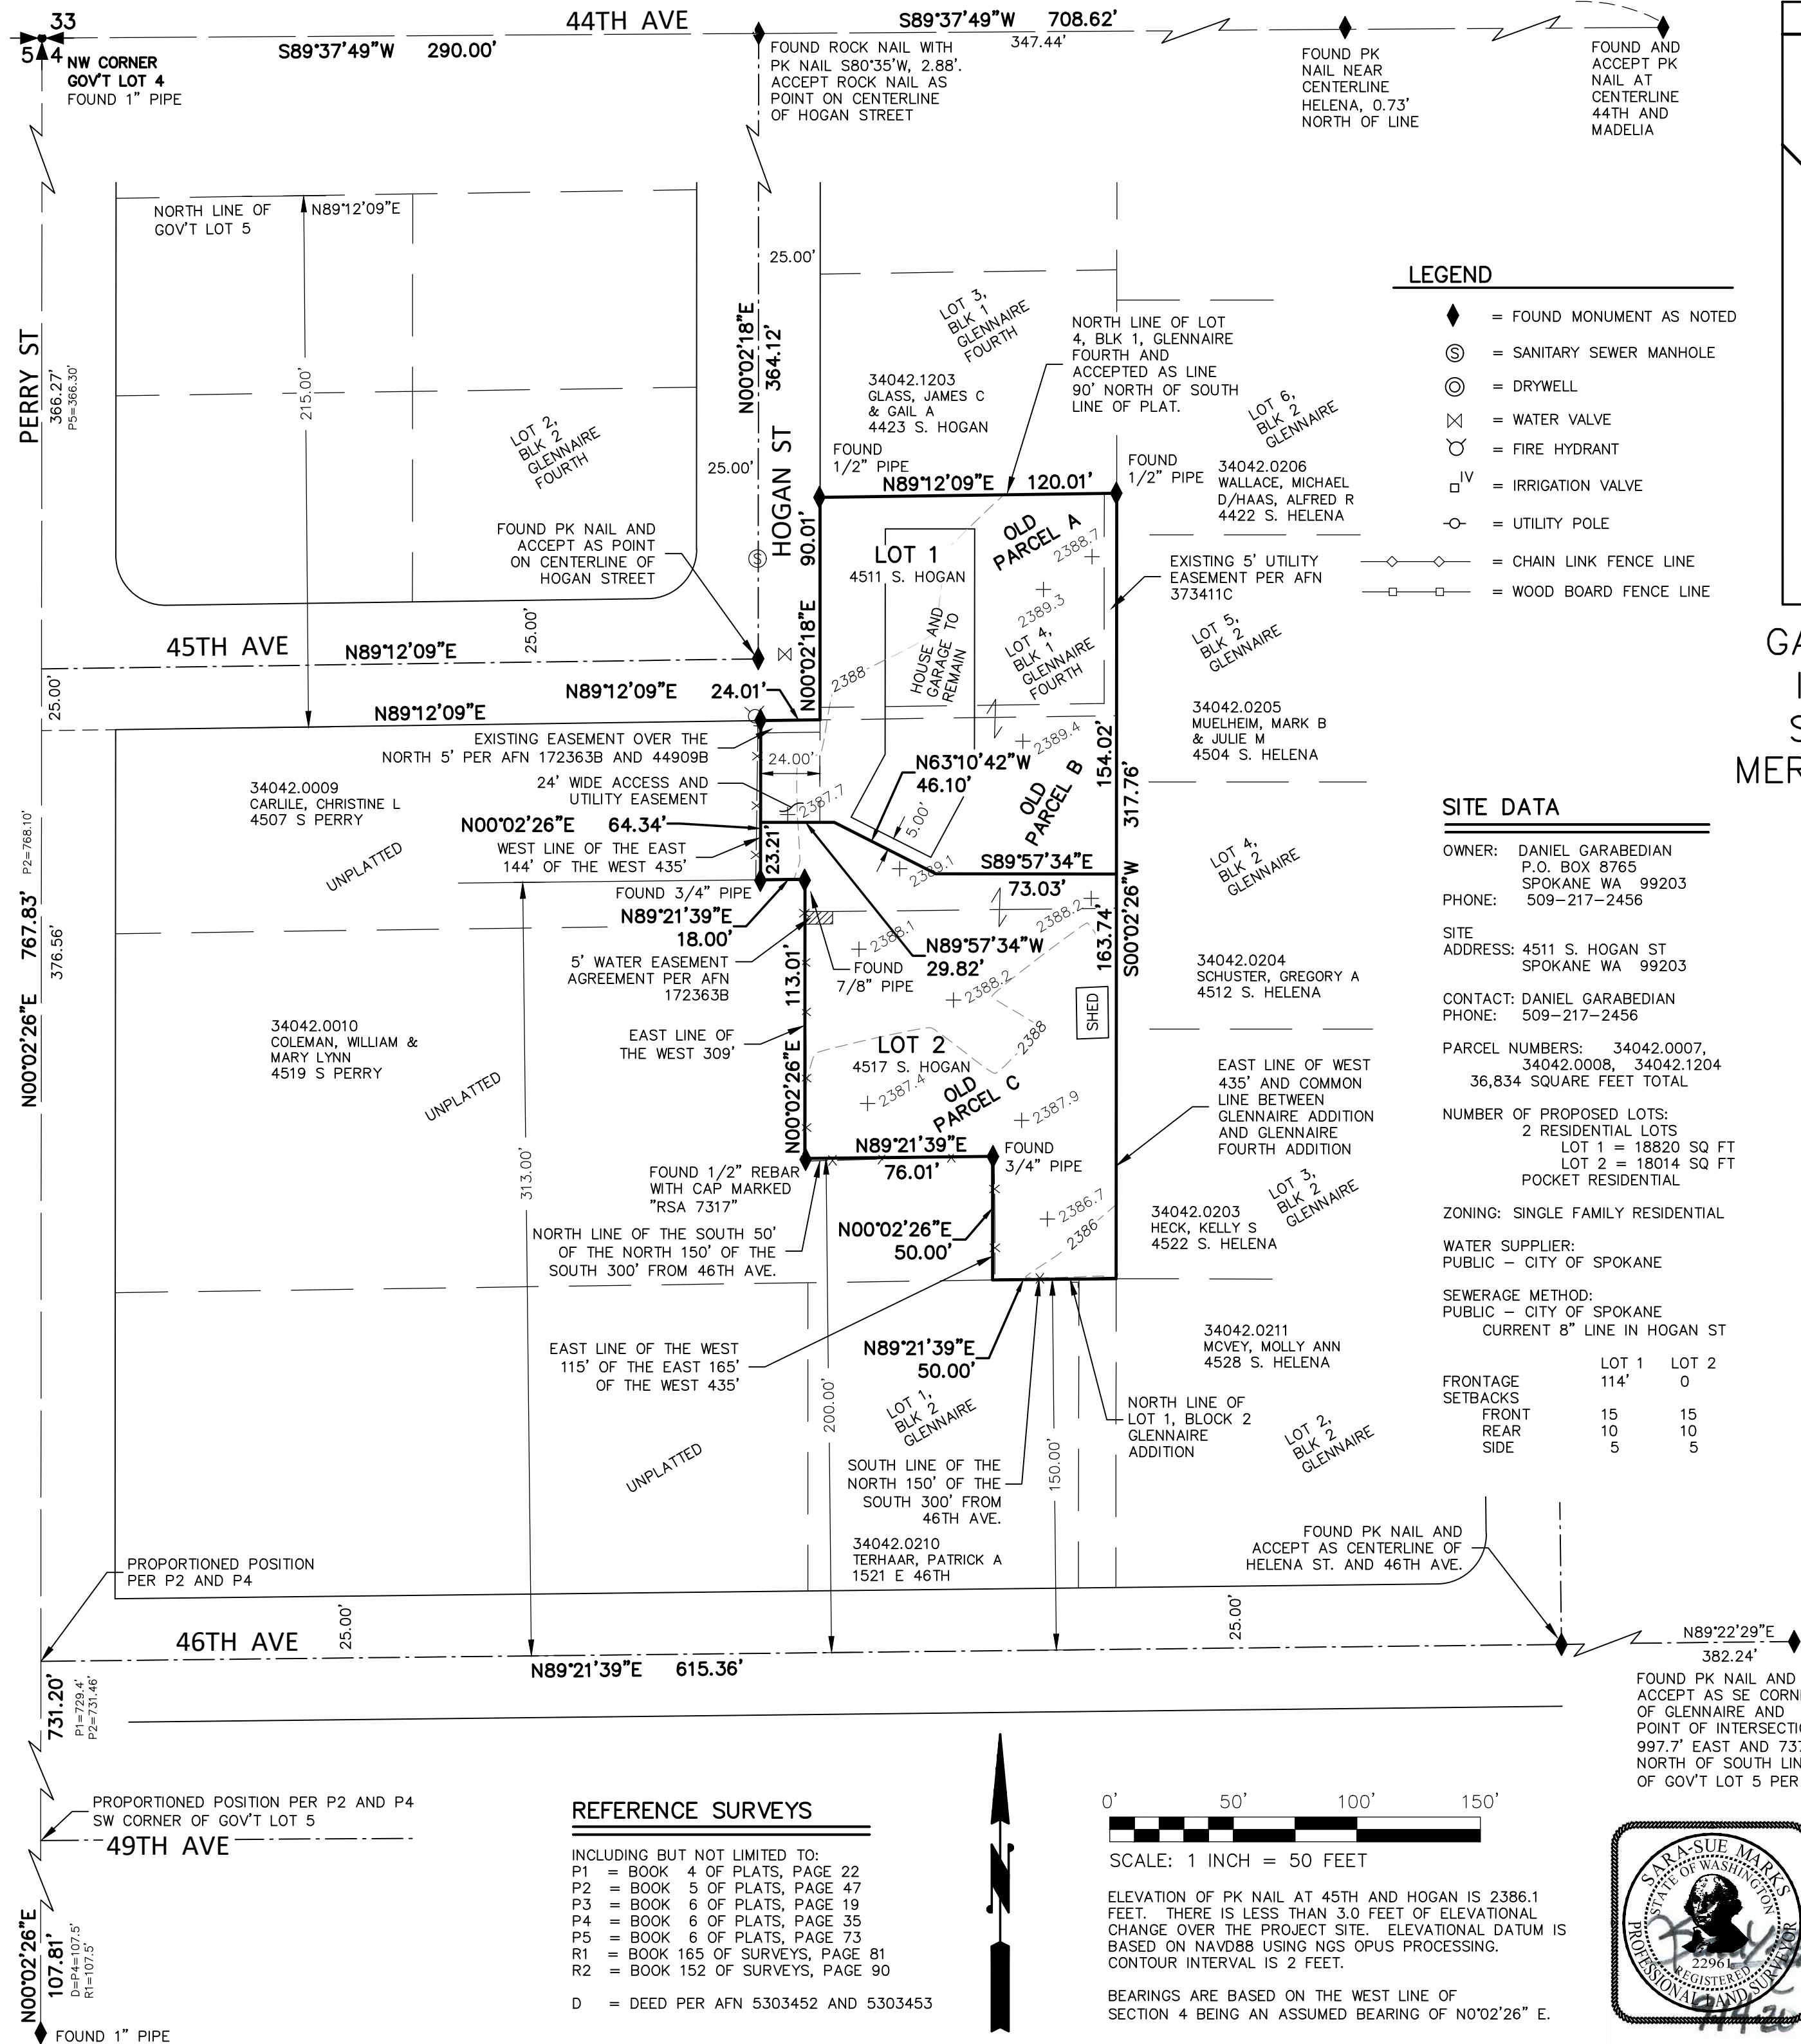 33
5 4
NW CORNER
GOV'T LOT 4
FOUND 1" PIPE
44TH AVE
S89°37'49"W 290.00'
S89°37'49"W 708.62'
347.44'
FOUND ROCK NAIL WITH
PK NAIL S80°35'W, 2.88'.
ACCEPT ROCK NAIL AS
POINT ON CENTERLINE
OF HOGAN STREET
FOUND PK
NAIL NEAR
CENTERLINE
HELENA, 0.73'
NORTH OF LINE
FOUND AND
ACCEPT PK
NAIL AT
CENTERLINE
44TH AND
MADELIA
NORTH LINE OF
GOV'T LOT 5
N89°12'09"E
215.00'
PERRY ST
366.27'
P5=366.30'
LOT 2,
BLK 2
GLENNAIRE
FOURTH
25.00'
N00°02'18"E
364.12'
25.00'
HOGAN ST
LOT 3,
BLK 1
GLENNAIRE
FOURTH
34042.1203
GLASS, JAMES C
& GAIL A
4423 S. HOGAN
NORTH LINE OF LOT
4, BLK 1, GLENNAIRE
FOURTH AND
ACCEPTED AS LINE
90' NORTH OF SOUTH
LINE OF PLAT.
LOT 6,
BLK 2
GLENNAIRE
FOUND
1/2" PIPE
N89°12'09"E 120.01'
FOUND
1/2" PIPE
34042.0206
WALLACE, MICHAEL
D/HAAS, ALFRED R
4422 S. HELENA
LEGEND
= FOUND MONUMENT AS NOTED
S = SANITARY SEWER MANHOLE
= DRYWELL
= WATER VALVE
= FIRE HYDRANT
IV = IRRIGATION VALVE
= UTILITY POLE
= CHAIN LINK FENCE LINE
= WOOD BOARD FENCE LINE
FOUND PK NAIL AND
ACCEPT AS POINT
ON CENTERLINE OF
HOGAN STREET
S
90.01'
N00°02'18"E
LOT 1
4511 S. HOGAN
OLD
PARCEL A
2388.7
2389.3
HOUSE AND
GARAGE TO
REMAIN
LOT 4,
BLK 1
GLENNAIRE
FOURTH
2388
EXISTING 5' UTILITY
EASEMENT PER AFN
373411C
LOT 5,
BLK 2
GLENNAIRE
45TH AVE
N89°12'09"E
25.00'
25.00'
N89°12'09"E 24.01'
N89°12'09"E
EXISTING EASEMENT OVER THE
NORTH 5' PER AFN 172363B AND 44909B
24.00'
24' WIDE ACCESS AND
UTILITY EASEMENT
2387.7
2389.4
N63°10'42"W
46.10'
5.00'
OLD
PARCEL B
154.02'
317.76'
S00°02'26"W
34042.0205
MUELHEIM, MARK B
& JULIE M
4504 S. HELENA
GA
MER
34042.0009
CARLILE, CHRISTINE L
4507 S PERRY
UNPLATTED
N00°02'26"E 64.34'
WEST LINE OF THE EAST
144' OF THE WEST 435'
23.21'
FOUND 3/4" PIPE
N89°21'39"E
18.00'
2389.1
S89°57'34"E
73.03'
LOT 4,
BLK 2
GLENNAIRE
P2=768.10'
767.83'
N00°02'26"E
376.56'
5' WATER EASEMENT
AGREEMENT PER AFN
172363B
FOUND
7/8" PIPE
2388.1
N89°57'34"W
29.82'
2388.2
2388.2
163.74'
34042.0204
SCHUSTER, GREGORY A
4512 S. HELENA
34042.0010
COLEMAN, WILLIAM &
MARY LYNN
4519 S PERRY
UNPLATTED
EAST LINE OF
THE WEST 309'
113.01'
N00°02'26"E
LOT 2
4517 S. HOGAN
2388
SHED
2387.4
OLD
PARCEL C
2387.9
EAST LINE OF WEST
435' AND COMMON
LINE BETWEEN
GLENNAIRE ADDITION
AND GLENNAIRE
FOURTH ADDITION
313.00'
N89°21'39"E
76.01'
FOUND
3/4" PIPE
FOUND 1/2" REBAR
WITH CAP MARKED
"RSA 7317"
NORTH LINE OF THE SOUTH 50'
OF THE NORTH 150' OF THE
SOUTH 300' FROM 46TH AVE.
N00°02'26"E
50.00'
2386.7
2386
34042.0203
HECK, KELLY S
4522 S. HELENA
LOT 3,
BLK 2
GLENNAIRE
EAST LINE OF THE WEST
115' OF THE EAST 165'
OF THE WEST 435'
N89°21'39"E
50.00'
34042.0211
MCVEY, MOLLY ANN
4528 S. HELENA
200.00'
LOT 1,
BLK 2
GLENNAIRE
150.00'
NORTH LINE OF
LOT 1, BLOCK 2
GLENNAIRE
ADDITION
LOT 2,
BLK 2
GLENNAIRE
UNPLATTED
SOUTH LINE OF THE
NORTH 150' OF THE
SOUTH 300' FROM
46TH AVE.
34042.0210
TERHAAR, PATRICK A
1521 E 46TH
FOUND PK NAIL AND
ACCEPT AS CENTERLINE OF
HELENA ST. AND 46TH AVE.
SITE DATA
OWNER: DANIEL GARABEDIAN
P.O. BOX 8765
SPOKANE WA 99203
PHONE: 509-217-2456
SITE
ADDRESS: 4511 S. HOGAN ST
SPOKANE WA 99203
CONTACT: DANIEL GARABEDIAN
PHONE: 509-217-2456
PARCEL NUMBERS: 34042.0007,
34042.0008, 34042.1204
36,834 SQUARE FEET TOTAL
NUMBER OF PROPOSED LOTS:
2 RESIDENTIAL LOTS
LOT 1 = 18820 SQ FT
LOT 2 = 18014 SQ FT
POCKET RESIDENTIAL
ZONING: SINGLE FAMILY RESIDENTIAL
WATER SUPPLIER:
PUBLIC - CITY OF SPOKANE
SEWERAGE METHOD:
PUBLIC - CITY OF SPOKANE
CURRENT 8" LINE IN HOGAN ST
LOT 1 LOT 2
FRONTAGE 114' 0
SETBACKS
FRONT 15 15
REAR 10 10
SIDE 5 5
PROPORTIONED POSITION
PER P2 AND P4
46TH AVE
25.00'
25.00'
N89°21'39"E 615.36'
N89°22'29"E
382.24'
FOUND PK NAIL AND
ACCEPT AS SE CORN
OF GLENNAIRE AND
POINT OF INTERSECTI
997.7' EAST AND 737
NORTH OF SOUTH LIN
OF GOV'T LOT 5 PER
731.20'
P1=729.4'
P2=731.46'
PROPORTIONED POSITION PER P2 AND P4
SW CORNER OF GOV'T LOT 5
49TH AVE
N00°02'26"E
107.81'
D=P4=107.5'
R1=107.5'
FOUND 1" PIPE
REFERENCE SURVEYS
INCLUDING BUT NOT LIMITED TO:
P1 = BOOK 4 OF PLATS, PAGE 22
P2 = BOOK 5 OF PLATS, PAGE 47
P3 = BOOK 6 OF PLATS, PAGE 19
P4 = BOOK 6 OF PLATS, PAGE 35
P5 = BOOK 6 OF PLATS, PAGE 73
R1 = BOOK 165 OF SURVEYS, PAGE 81
R2 = BOOK 152 OF SURVEYS, PAGE 90
D = DEED PER AFN 5303452 AND 5303453
N
0' 50' 100' 150'
SCALE: 1 INCH = 50 FEET
ELEVATION OF PK NAIL AT 45TH AND HOGAN IS 2386.1
FEET. THERE IS LESS THAN 3.0 FEET OF ELEVATIONAL
CHANGE OVER THE PROJECT SITE. ELEVATIONAL DATUM IS
BASED ON NAVD88 USING NGS OPUS PROCESSING.
CONTOUR INTERVAL IS 2 FEET.
BEARINGS ARE BASED ON THE WEST LINE OF
SECTION 4 BEING AN ASSUMED BEARING OF N0°02'26" E.
SARA-SUE MARKS
STATE OF WASHINGTON
22961
REGISTERED
PROFESSIONAL LAND SURVEYOR